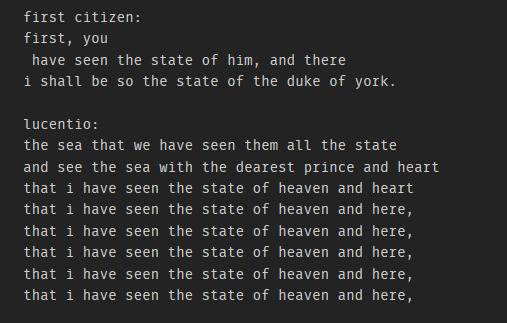 first citizen:
first, you
 have seen the state of him, and there
i shall be so the state of the duke of york.

lucentio:
the sea that we have seen them all the state
and see the sea with the dearest prince and heart
that i have seen the state of heaven and heart
that i have seen the state of heaven and here,
that i have seen the state of heaven and here,
that i have seen the state of heaven and here,
that i have seen the state of heaven and here,
that i have seen the state of heaven and here,